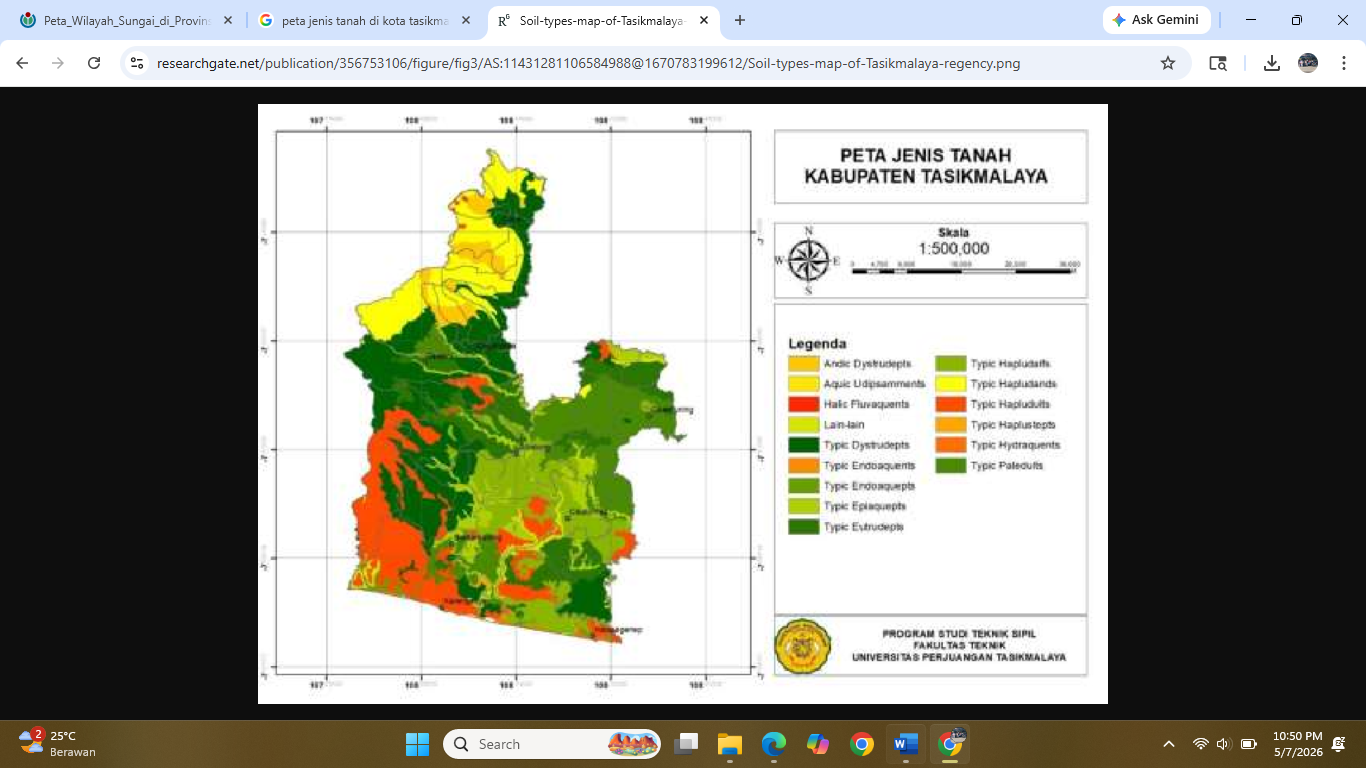 Peta_Wilayah_Sungai_di_Provin
peta jenis tanah di kota tasikma
Soil-types-map-of-Tasikmalaya-
Ask Gemini
researchgate.net/publication/356753106/figure/fig3/AS:11431281106584988@1670783199612/Soil-types-map-of-Tasikmalaya-regency.png
PETA JENIS TANAH
KABUPATEN TASIKMALAYA
N
W
E
S
Skala
1:500,000
Legenda
Andic Dystrudepts
Aquic Udipsamments
Halic Fluvaquents
Lain-lain
Typic Dystrudepts
Typic Endoaquents
Typic Endoaquepts
Typic Epiaquepts
Typic Eutrudepts
Typic Hapludalfs
Typic Hapludands
Typic Hapludults
Typic Haplustepts
Typic Hydraquents
Typic Paleudults
PROGRAM STUDI TEKNIK SIPIL
FAKULTAS TEKNIK
UNIVERSITAS PERJUANGAN TASIKMALAYA
2
25°C
Berawan
Search
10:50 PM
5/7/2026